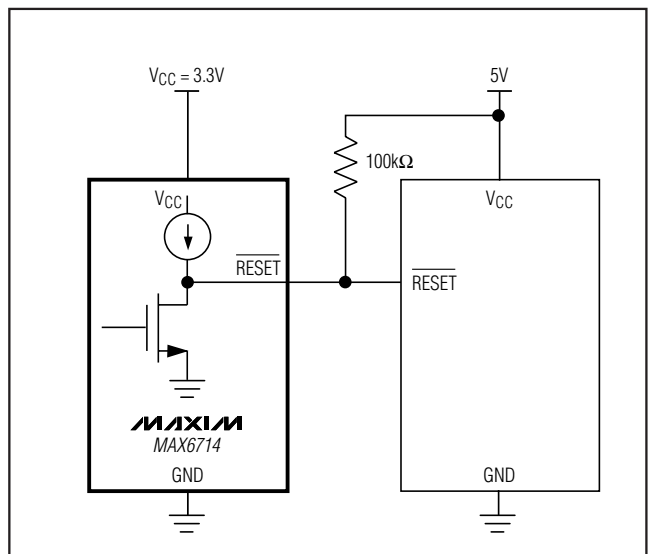 VCC = 3.3V
5V
100kΩ
VCC
VCC
RESET
RESET
MAXIM
MAX6714
GND
GND